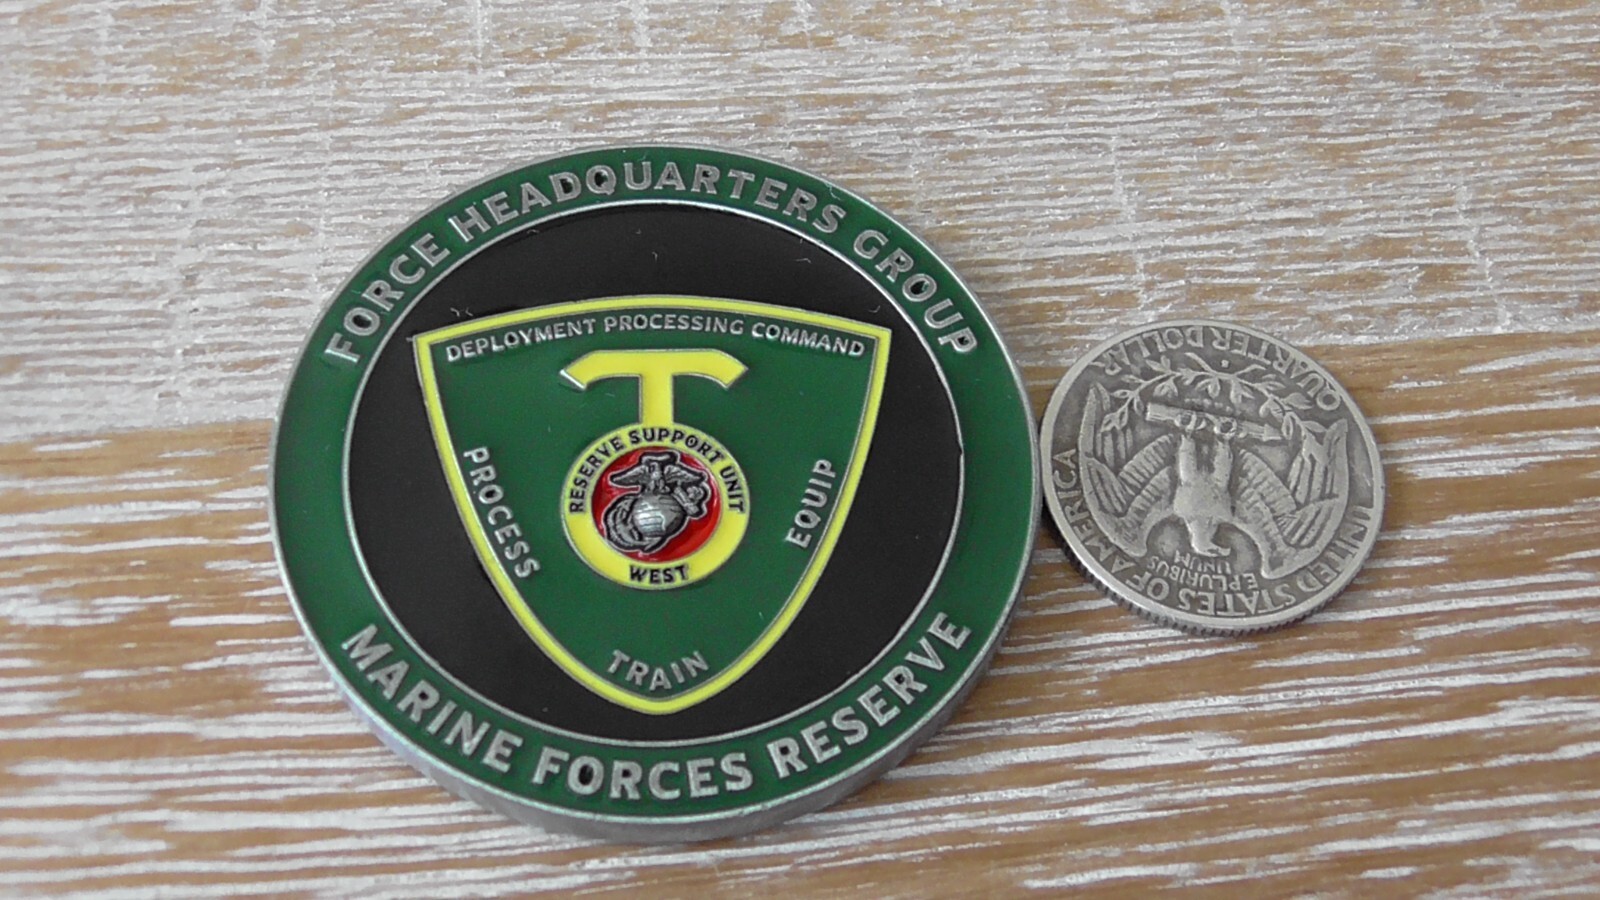 FORCE HEADQUARTERS GROUP
DEPLOYMENT PROCESSING COMMAND
RESERVE SUPPORT UNIT
WEST
PROCESS
TRAIN
EQUIP
MARINE FORCES RESERVE
UNITED STATES OF AMERICA
E PLURIBUS
UNUM
QUARTER DOLLAR